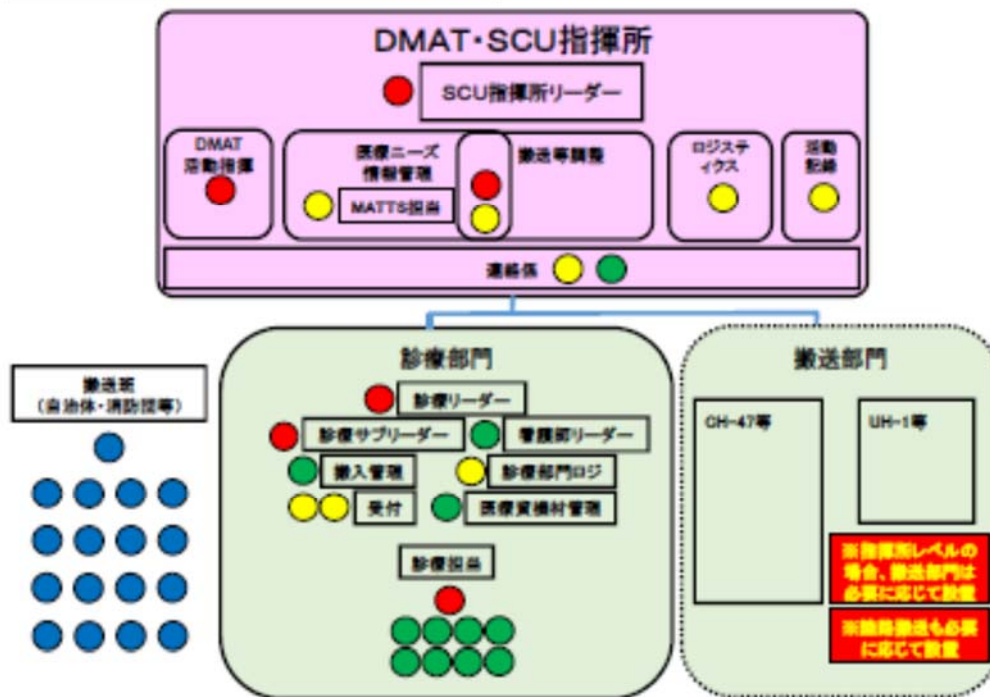 DMAT・SCU指揮所
SCU指揮所リーダー
DMAT
活動指揮
医療ニーズ
情報管理
MATTS担当
搬送等調整
ロジステ
ィクス
活動
記録
連絡係
搬送班
（自治体・消防団等）
診療部門
診療リーダー
診療サブリーダー
看護師リーダー
搬入管理
診療部門ロジ
受付
医療資機材管理
診療担当
搬送部門
CH-47等
UH-1等
※指揮所レベルの
場合、搬送部門は
必要に応じて設置
※陸路搬送も必要
に応じて設置